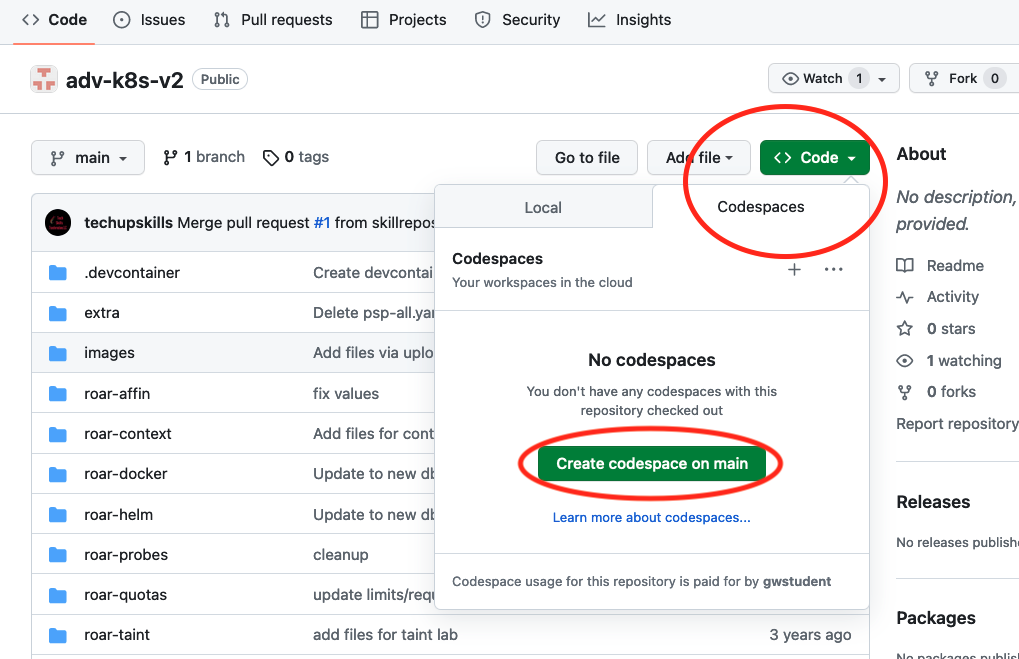 Code Issues Pull requests Projects Security Insights
adv-k8s-v2 Public Watch 1 Fork 0
main 1 branch 0 tags Go to file Add file Code
About
No description,
provided.
Readme
Activity
0 stars
1 watching
0 forks
Report repository
Releases
No releases publishe
Packages
No packages publish
techupskills Merge pull request #1 from skillrepos
.devcontainer Create devcontai
extra Delete psp-all.yam
images Add files via uplo
roar-affin fix values
roar-context Add files for cont
roar-docker Update to new db
roar-helm Update to new db
roar-probes cleanup
roar-quotas update limits/requ
roar-taint add files for taint lab 3 years ago
Local Codespaces
Codespaces
Your workspaces in the cloud
No codespaces
You don't have any codespaces with this
repository checked out
Create codespace on main
Learn more about codespaces...
Codespace usage for this repository is paid for by gwstudent